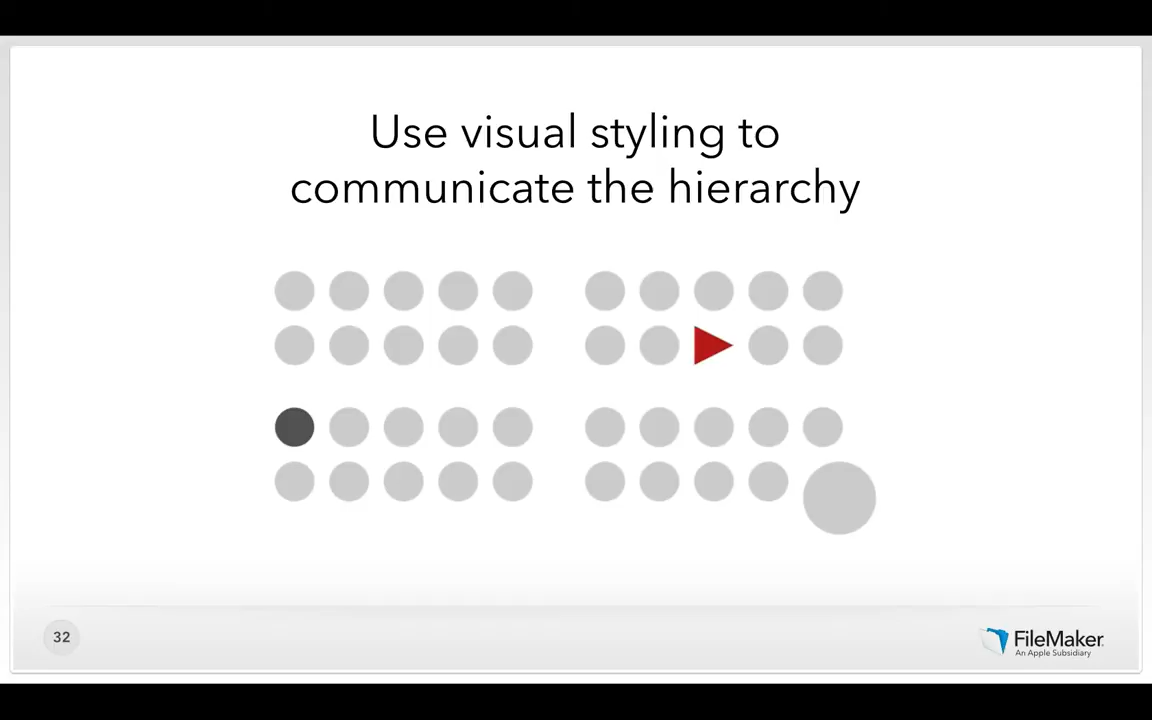 Use visual styling to
communicate the hierarchy
32
FileMaker
An Apple Subsidiary